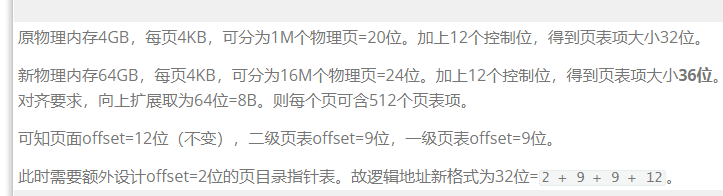 原物理内存4GB，每页4KB，可分为1M个物理页=20位。加上12个控制位，得到页表项大小32位。
新物理内存64GB，每页4KB，可分为16M个物理页=24位。加上12个控制位，得到页表项大小36位。
对齐要求，向上扩展取为64位=8B。则每个页可含512个页表项。
可知页面offset=12位（不变），二级页表offset=9位，一级页表offset=9位。
此时需要额外设计offset=2位的页目录指针表。故逻辑地址新格式为32位=2 + 9 + 9 + 12。